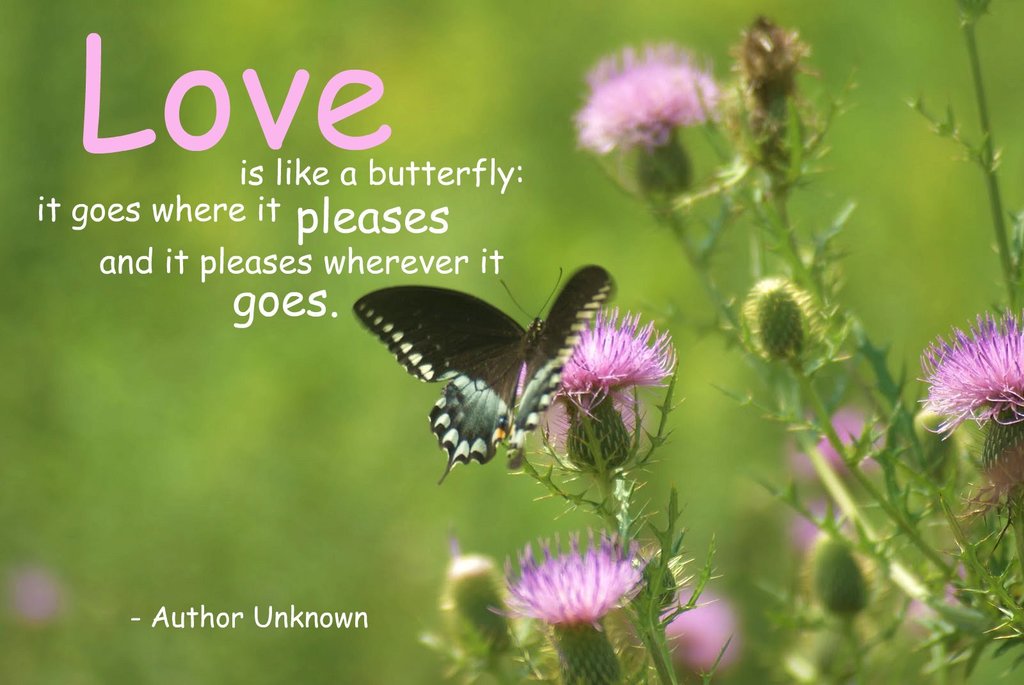 Love
is like a butterfly:
it goes where it pleases
and it pleases wherever it
goes.
- Author Unknown